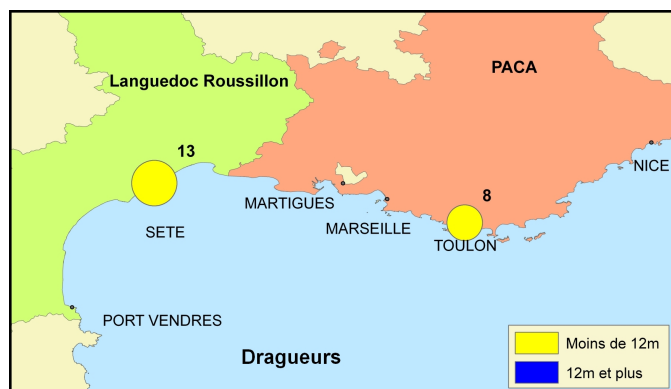 PACA
Languedoc Roussillon
13
NICE
MARTIGUES
8
MARSEILLE
SETE
TOULON
PORT VENDRES
Dragueurs
Moins de 12m
12m et plus